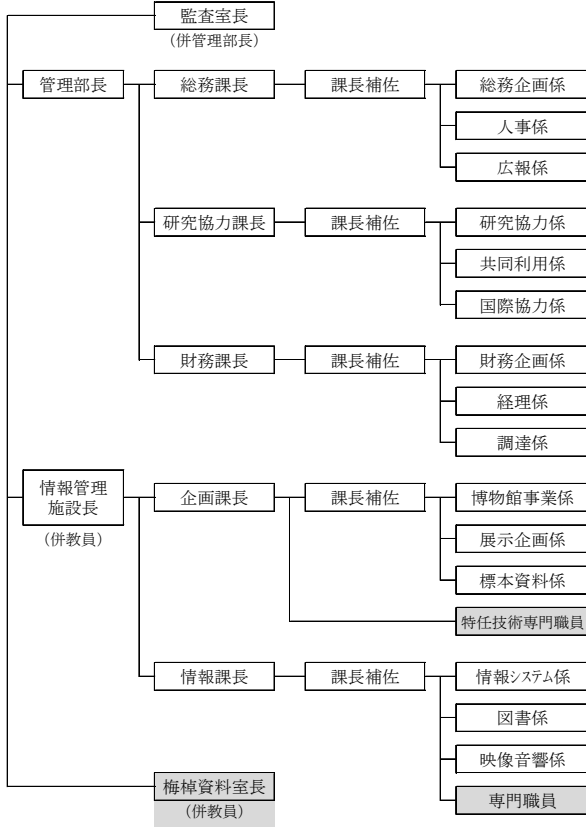 監査室長
(併管理部長)
管理部長
総務課長
課長補佐
総務企画係
人事係
広報係
研究協力課長
課長補佐
研究協力係
共同利用係
国際協力係
財務課長
課長補佐
財務企画係
経理係
調達係
情報管理
施設長
(併教員)
企画課長
課長補佐
博物館事業係
展示企画係
標本資料係
特任技術専門職員
情報課長
課長補佐
情報システム係
図書係
映像音響係
専門職員
梅棹資料室長
(併教員)